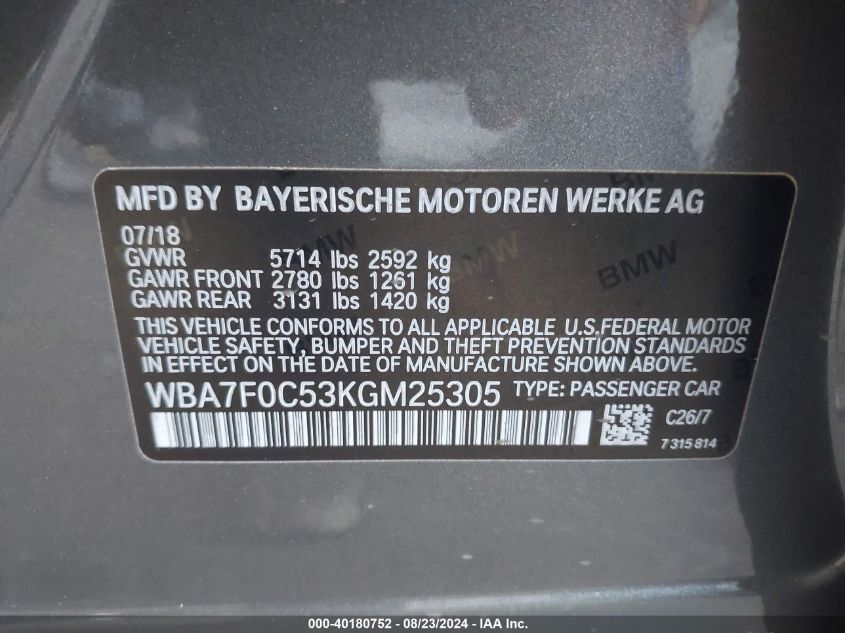 MFD BY BAYERISCHE MOTOREN WERKE AG
07/18
GVWR 5714 lbs 2592 kg
GAWR FRONT 2780 lbs 1261 kg
GAWR REAR 3131 lbs 1420 kg
BMW
BMW
THIS VEHICLE CONFORMS TO ALL APPLICABLE U.S.FEDERAL MOTOR
VEHICLE SAFETY, BUMPER AND THEFT PREVENTION STANDARDS
IN EFFECT ON THE DATE OF MANUFACTURE SHOWN ABOVE.
WBA7F0C53KGM25305 TYPE: PASSENGER CAR
C26/7
7315814
000-40180752 - 08/23/2024 - IAA, Inc.